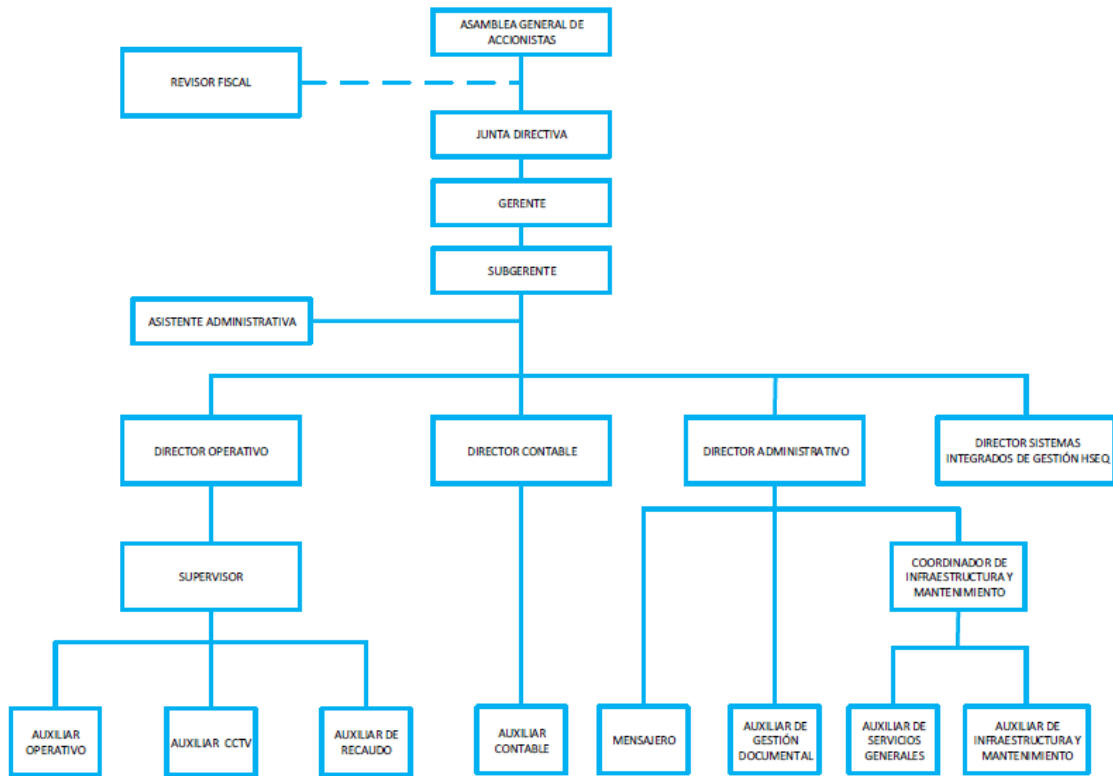 ASAMBLEA GENERAL DE
ACCIONISTAS
REVISOR FISCAL
JUNTA DIRECTIVA
GERENTE
SUBGERENTE
ASISTENTE ADMINISTRATIVA
DIRECTOR OPERATIVO
DIRECTOR CONTABLE
DIRECTOR ADMINISTRATIVO
DIRECTOR SISTEMAS
INTEGRADOS DE GESTIÓN HSEQ
SUPERVISOR
COORDINADOR DE
INFRAESTRUCTURA Y
MANTENIMIENTO
AUXILIAR
OPERATIVO
AUXILIAR CCTV
AUXILIAR DE
RECAUDO
AUXILIAR
CONTABLE
MENSAJERO
AUXILIAR DE
GESTIÓN
DOCUMENTAL
AUXILIAR DE
SERVICIOS
GENERALES
AUXILIAR DE
INFRAESTRUCTURA Y
MANTENIMIENTO